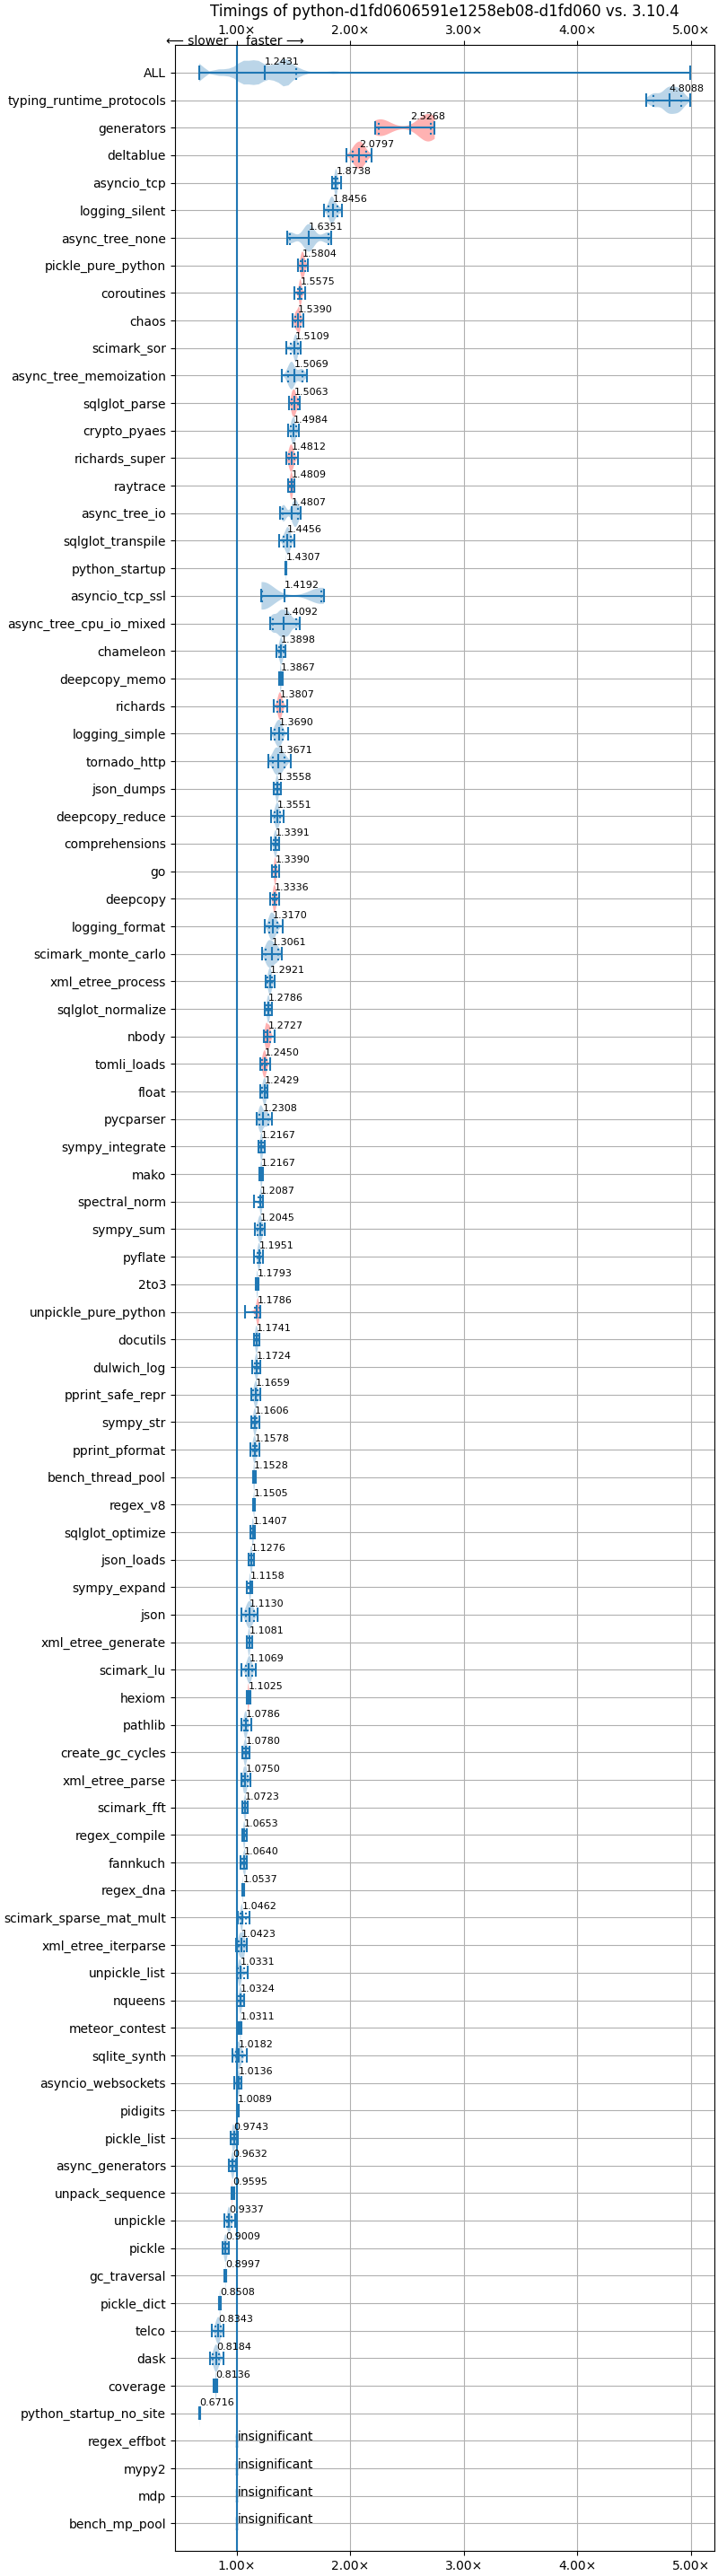 Timings of python-d1fd0606591e1258eb08-d1fd060 vs. 3.10.4
1.00× 2.00× 3.00× 4.00× 5.00×
⟵ slower faster ⟶
ALL 1.2431
typing_runtime_protocols 4.8088
generators 2.5268
deltablue 2.0797
asyncio_tcp 1.8738
logging_silent 1.8456
async_tree_none 1.6351
pickle_pure_python 1.5804
coroutines 1.5575
chaos 1.5390
scimark_sor 1.5109
async_tree_memoization 1.5069
sqlglot_parse 1.5063
crypto_pyaes 1.4984
richards_super 1.4812
raytrace 1.4809
async_tree_io 1.4807
sqlglot_transpile 1.4456
python_startup 1.4307
asyncio_tcp_ssl 1.4192
async_tree_cpu_io_mixed 1.4092
chameleon 1.3898
deepcopy_memo 1.3867
richards 1.3807
logging_simple 1.3690
tornado_http 1.3671
json_dumps 1.3558
deepcopy_reduce 1.3551
comprehensions 1.3391
go 1.3390
deepcopy 1.3336
logging_format 1.3170
scimark_monte_carlo 1.3061
xml_etree_process 1.2921
sqlglot_normalize 1.2786
nbody 1.2727
tomli_loads 1.2450
float 1.2429
pycparser 1.2308
sympy_integrate 1.2167
mako 1.2167
spectral_norm 1.2087
sympy_sum 1.2045
pyflate 1.1951
2to3 1.1793
unpickle_pure_python 1.1786
docutils 1.1741
dulwich_log 1.1724
pprint_safe_repr 1.1659
sympy_str 1.1606
pprint_pformat 1.1578
bench_thread_pool 1.1528
regex_v8 1.1505
sqlglot_optimize 1.1407
json_loads 1.1276
sympy_expand 1.1158
json 1.1130
xml_etree_generate 1.1081
scimark_lu 1.1069
hexiom 1.1025
pathlib 1.0786
create_gc_cycles 1.0780
xml_etree_parse 1.0750
scimark_fft 1.0723
regex_compile 1.0653
fannkuch 1.0640
regex_dna 1.0537
scimark_sparse_mat_mult 1.0462
xml_etree_iterparse 1.0423
unpickle_list 1.0331
nqueens 1.0324
meteor_contest 1.0311
sqlite_synth 1.0182
asyncio_websockets 1.0136
pidigits 1.0089
pickle_list 0.9743
async_generators 0.9632
unpack_sequence 0.9595
unpickle 0.9337
pickle 0.9009
gc_traversal 0.8997
pickle_dict 0.8508
telco 0.8343
dask 0.8184
coverage 0.8136
python_startup_no_site 0.6716
regex_effbot insignificant
mypy2 insignificant
mdp insignificant
bench_mp_pool insignificant
1.00× 2.00× 3.00× 4.00× 5.00×